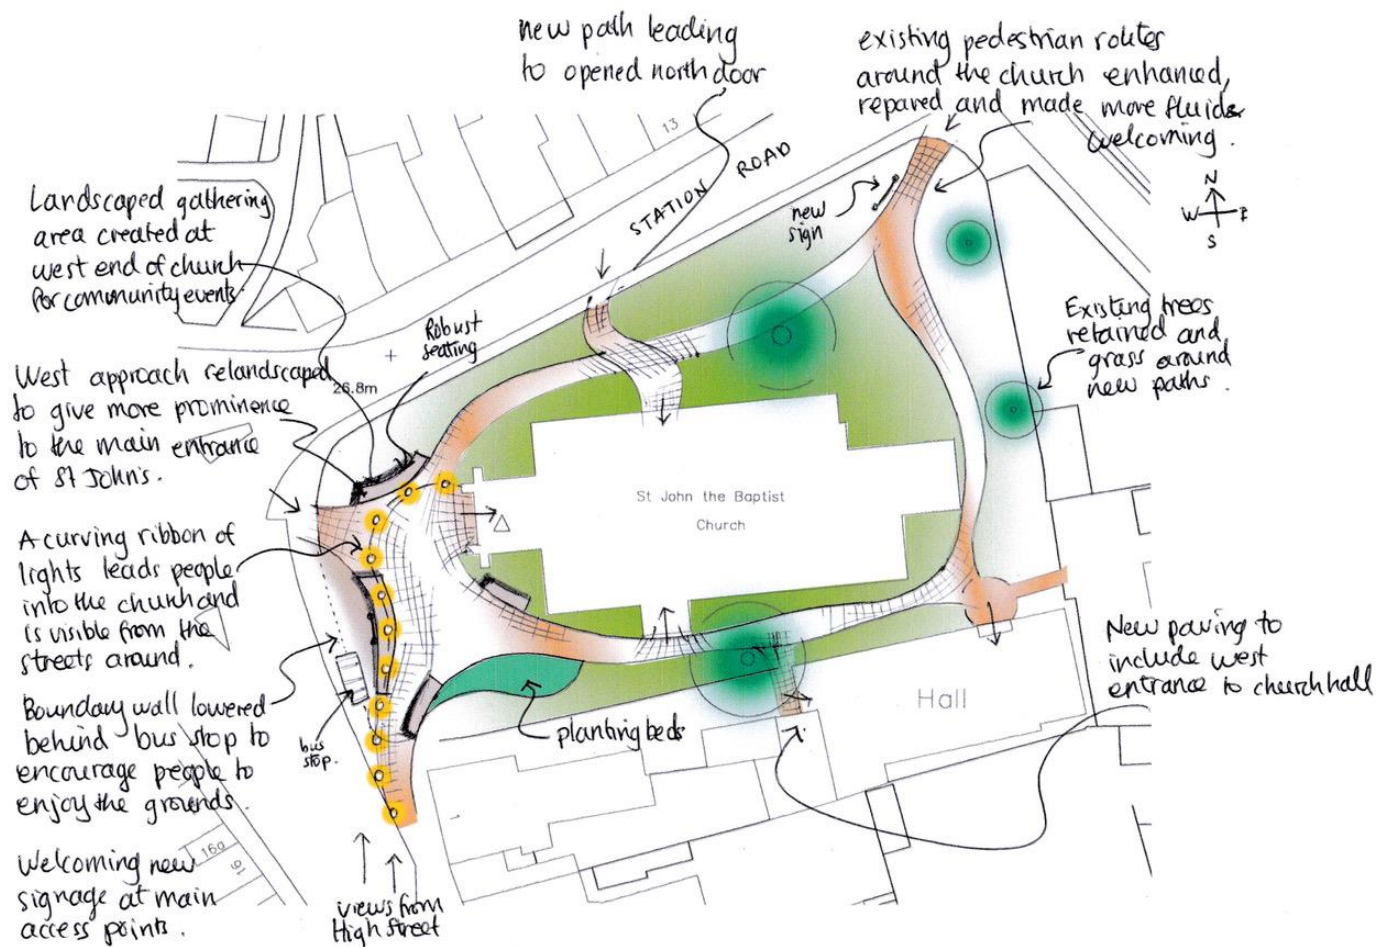 new path leading
to opened north door
existing pedestrian routes
around the church enhanced,
repared and made more fluid &
welcoming.
13
STATION ROAD
N
W E
S
new
sign
Landscaped gathering
area created at
west end of church
for community events.
Robust
seating
26.8m
West approach relandscaped
to give more prominence
to the main entrance
of St John's.
Existing trees
retained and
grass around
new paths.
St John the Baptist
Church
A curving ribbon of
lights leads people
into the church and
is visible from the
streets around.
Boundary wall lowered
behind bus stop to
encourage people to
enjoy the grounds.
bus
stop.
planting beds
Hall
New paving to
include west
entrance to church hall
Welcoming new
signage at main
access points.
16a
16
views from
High Street